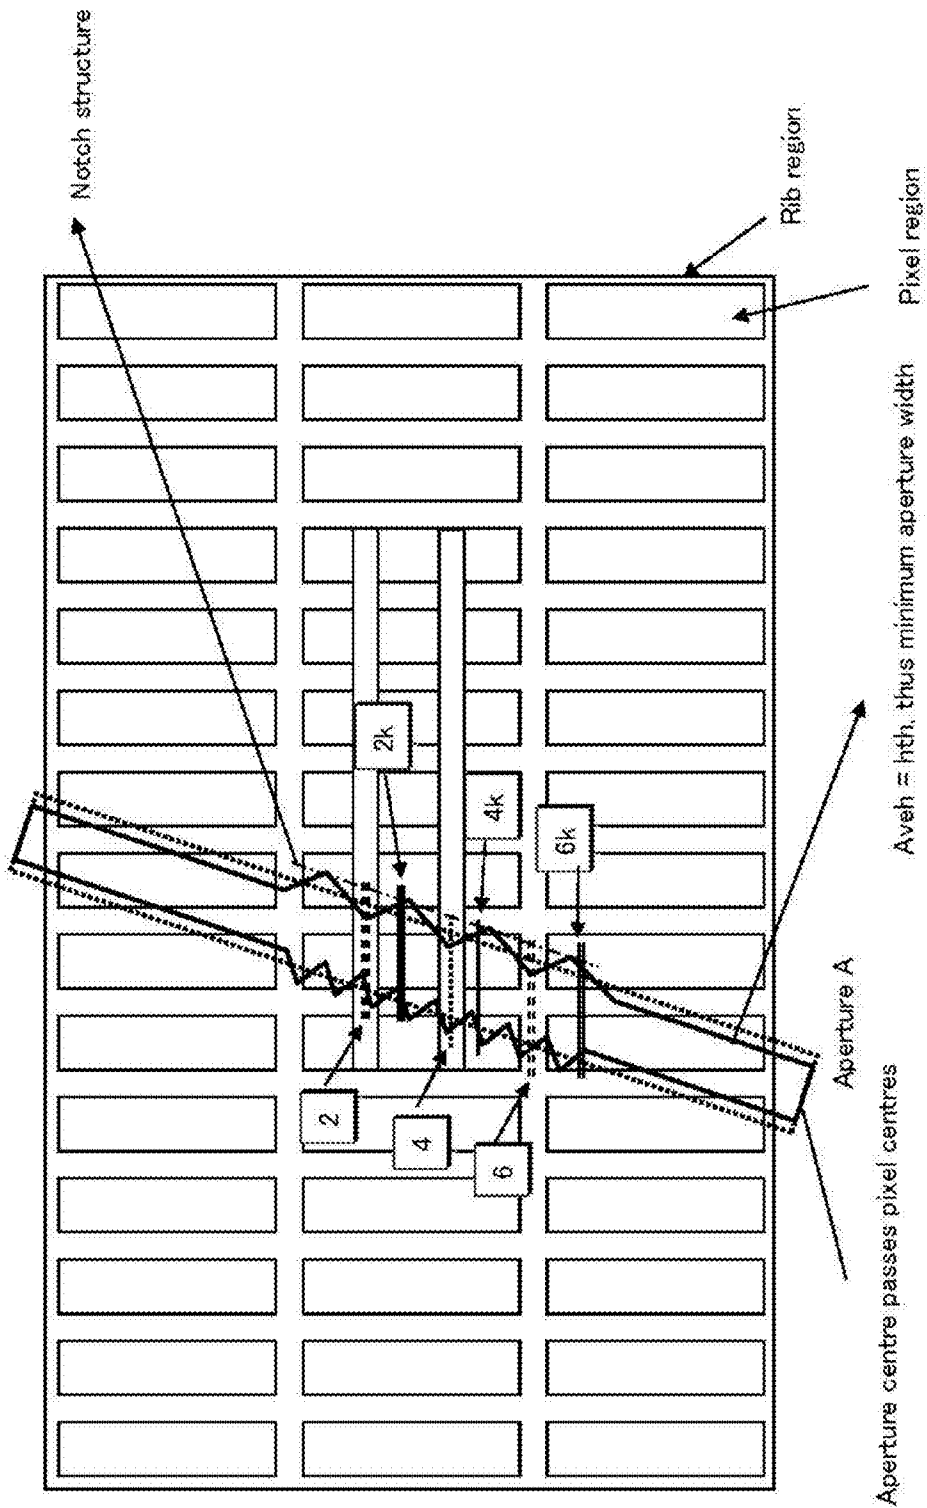 Notch structure
Rib region
Pixel region
2k
4k
6k
2
4
6
Aveh = hth, thus minimum aperture width
Aperture A
Aperture centre passes pixel centres